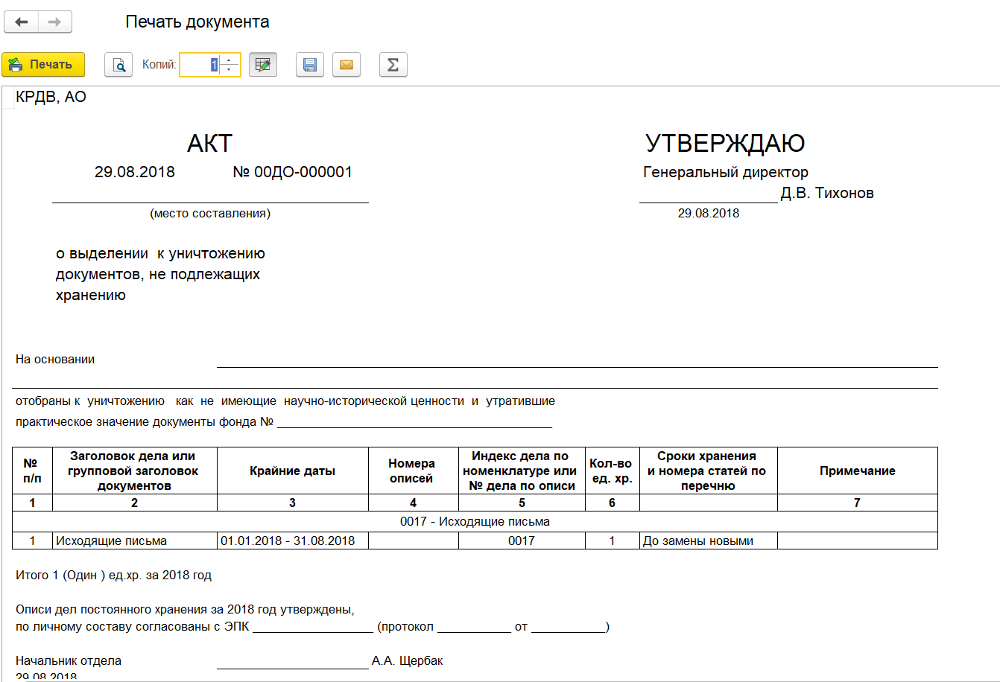 Печать документа
Печать Копий: 1
КРДВ, АО
АКТ УТВЕРЖДАЮ
29.08.2018 № 00ДО-000001 Генеральный директор
Д.В. Тихонов
(место составления) 29.08.2018
о выделении к уничтожению
документов, не подлежащих
хранению
На основании
отобраны к уничтожению как не имеющие научно-исторической ценности и утратившие
практическое значение документы фонда №
№ п/п Заголовок дела или групповой заголовок документов Крайние даты Номера описей Индекс дела по номенклатуре или № дела по описи Кол-во ед. хр. Сроки хранения и номера статей по перечню Примечание
1 2 3 4 5 6 7
0017 - Исходящие письма
1 Исходящие письма 01.01.2018 - 31.08.2018 0017 1 До замены новыми
Итого 1 (Один ) ед.хр. за 2018 год
Описи дел постоянного хранения за 2018 год утверждены,
по личному составу согласованы с ЭПК (протокол от )
Начальник отдела А.А. Щербак
29.08.2018